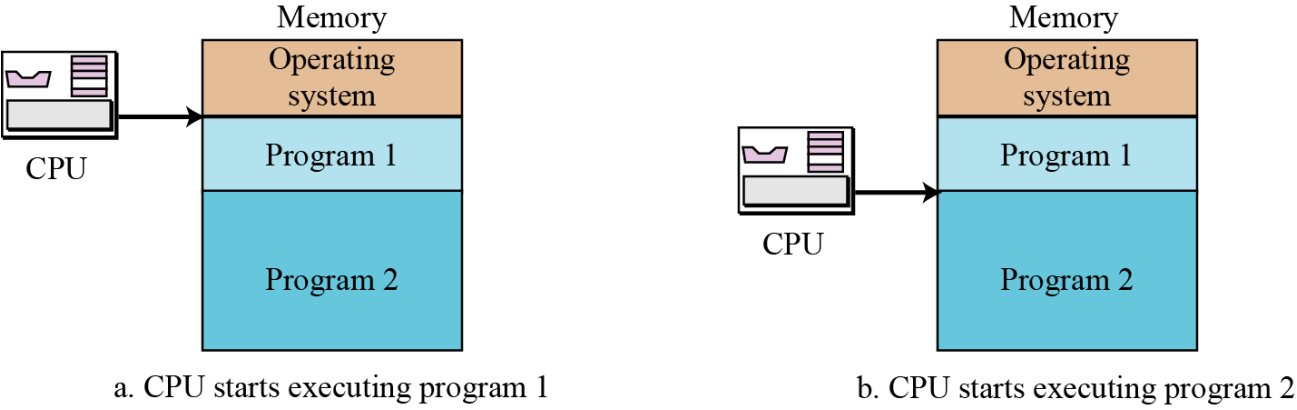 Memory
Operating
system
Program 1
CPU
Program 2
a. CPU starts executing program 1
Memory
Operating
system
Program 1
CPU
Program 2
b. CPU starts executing program 2